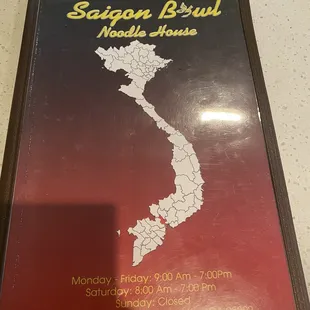 Saigon Bowl
Noodle House
Monday - Friday: 9:00 Am - 7:00Pm
Saturday: 8:00 Am - 7:00 Pm
Sunday: Closed